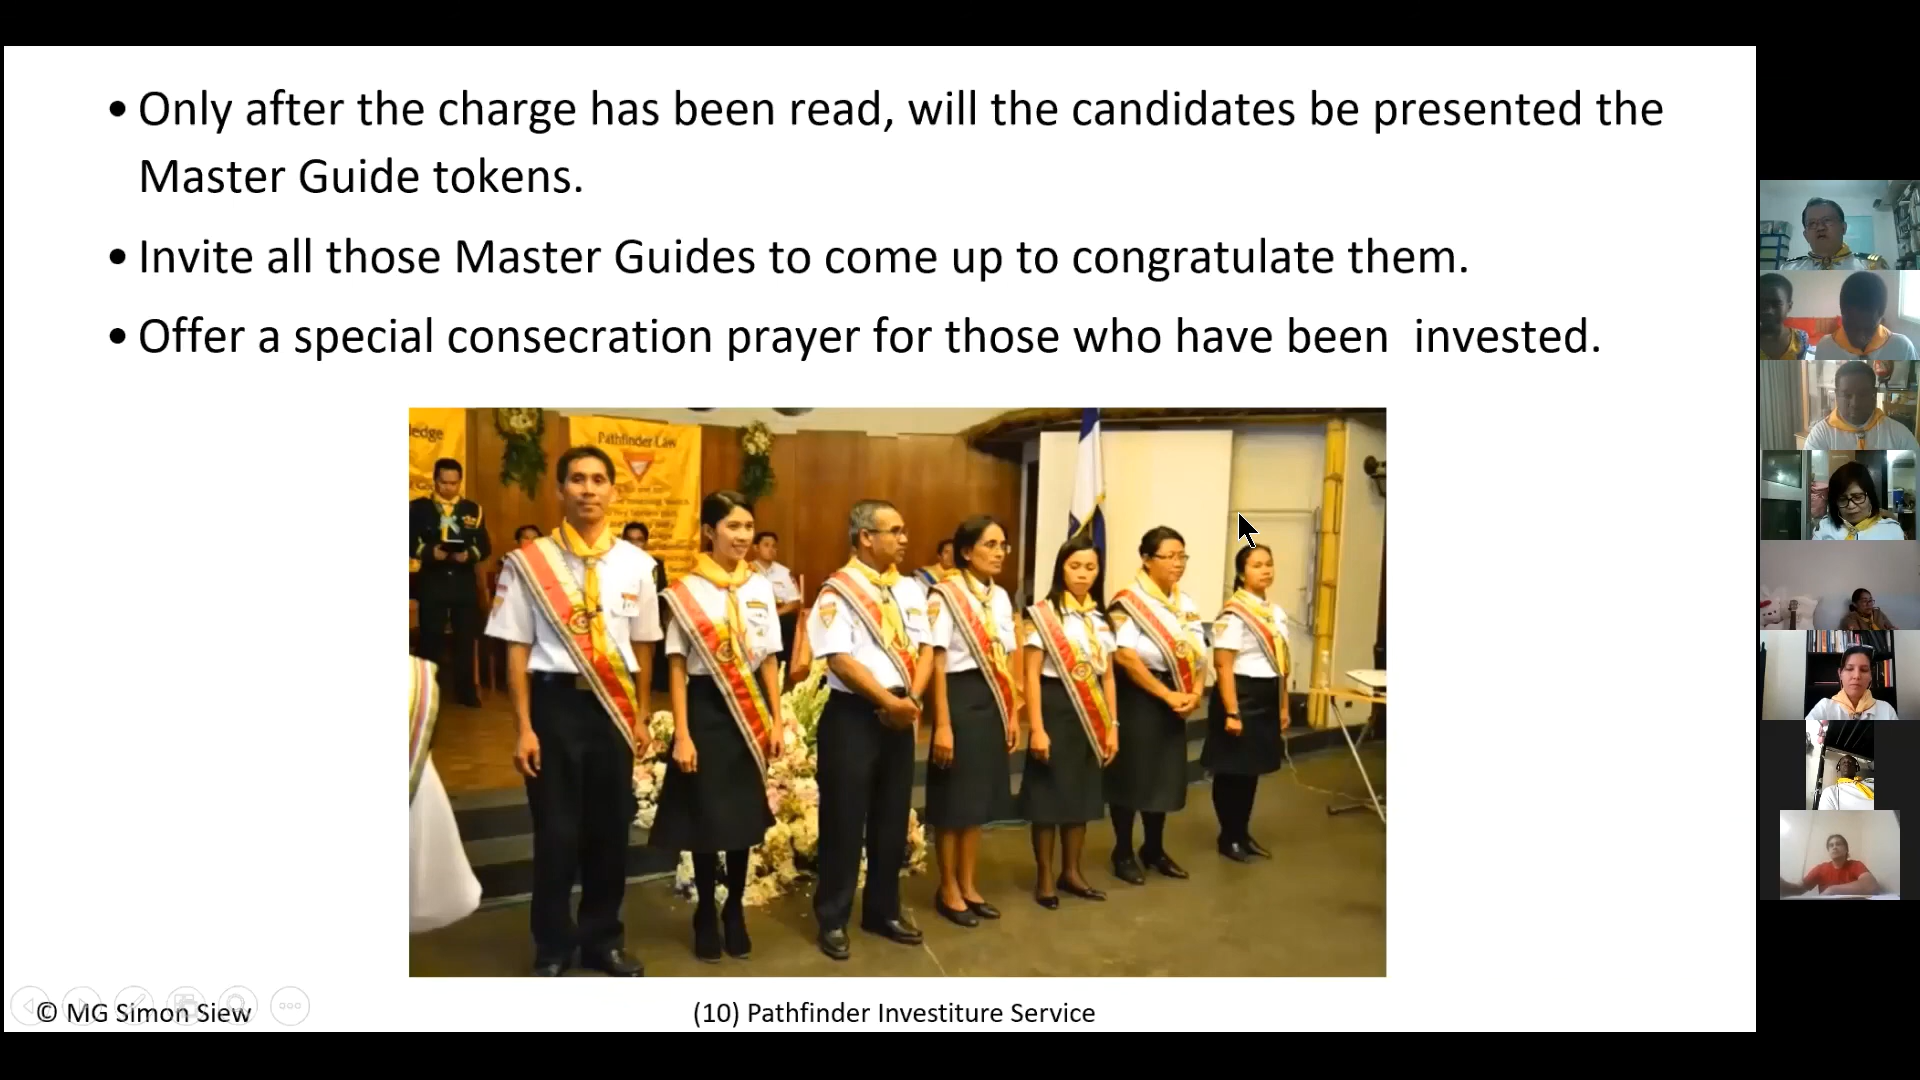 • Only after the charge has been read, will the candidates be presented the
Master Guide tokens.
• Invite all those Master Guides to come up to congratulate them.
• Offer a special consecration prayer for those who have been  invested.
ledge
Pathfinder Law
© MG Simon Siew
(10) Pathfinder Investiture Service